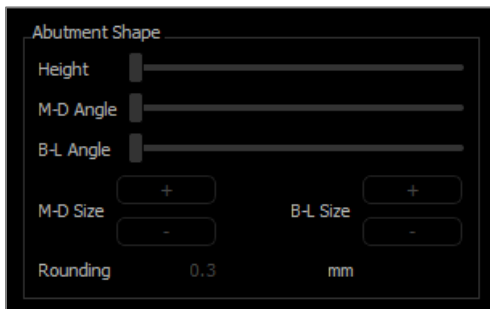 Abutment Shape
Height
M-D Angle
B-L Angle
+ +
M-D Size B-L Size
- -
Rounding 0.3 mm